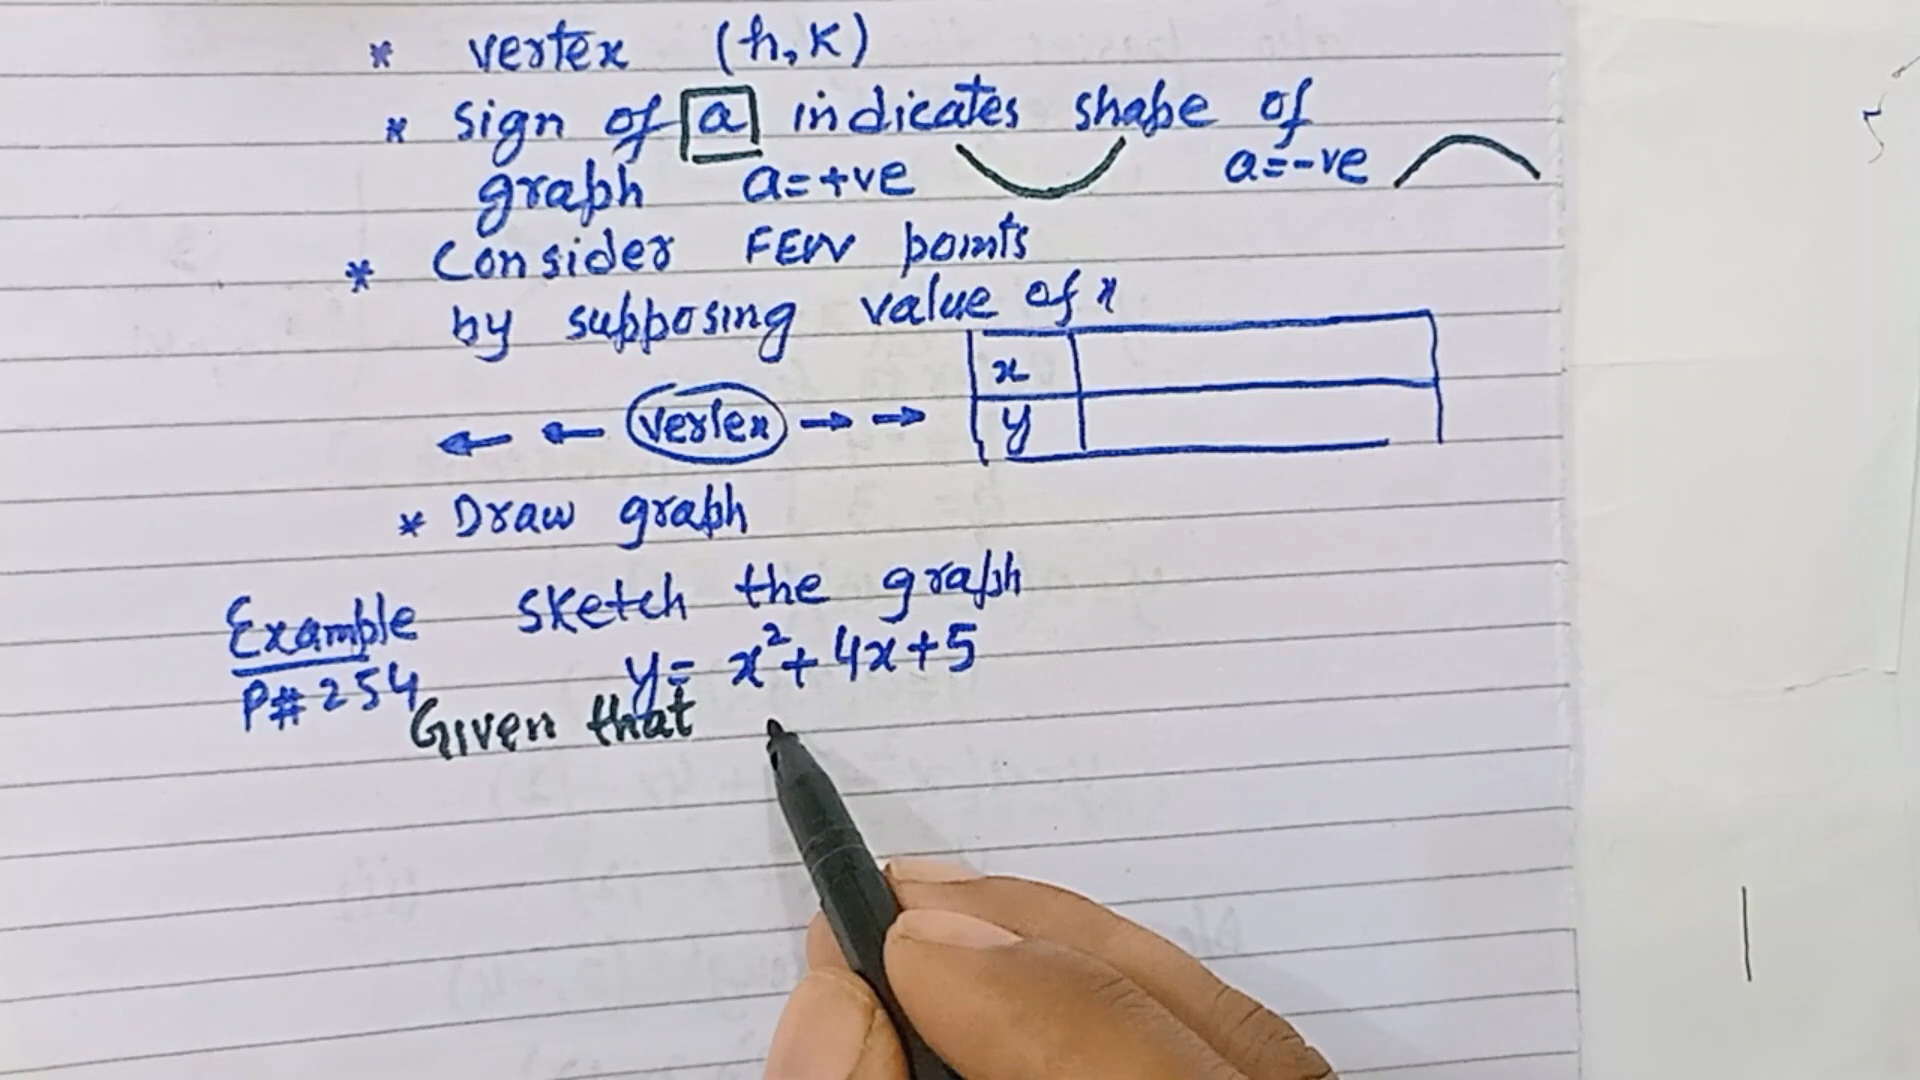 * vertex (h,k)
* sign of a indicates shape of
graph a=+ve a=-ve
* Consider FEW points
by supposing value of x
x
y
← ← vertex → →
* Draw graph
Example sketch the graph
P#254 y= x²+4x+5
Given that